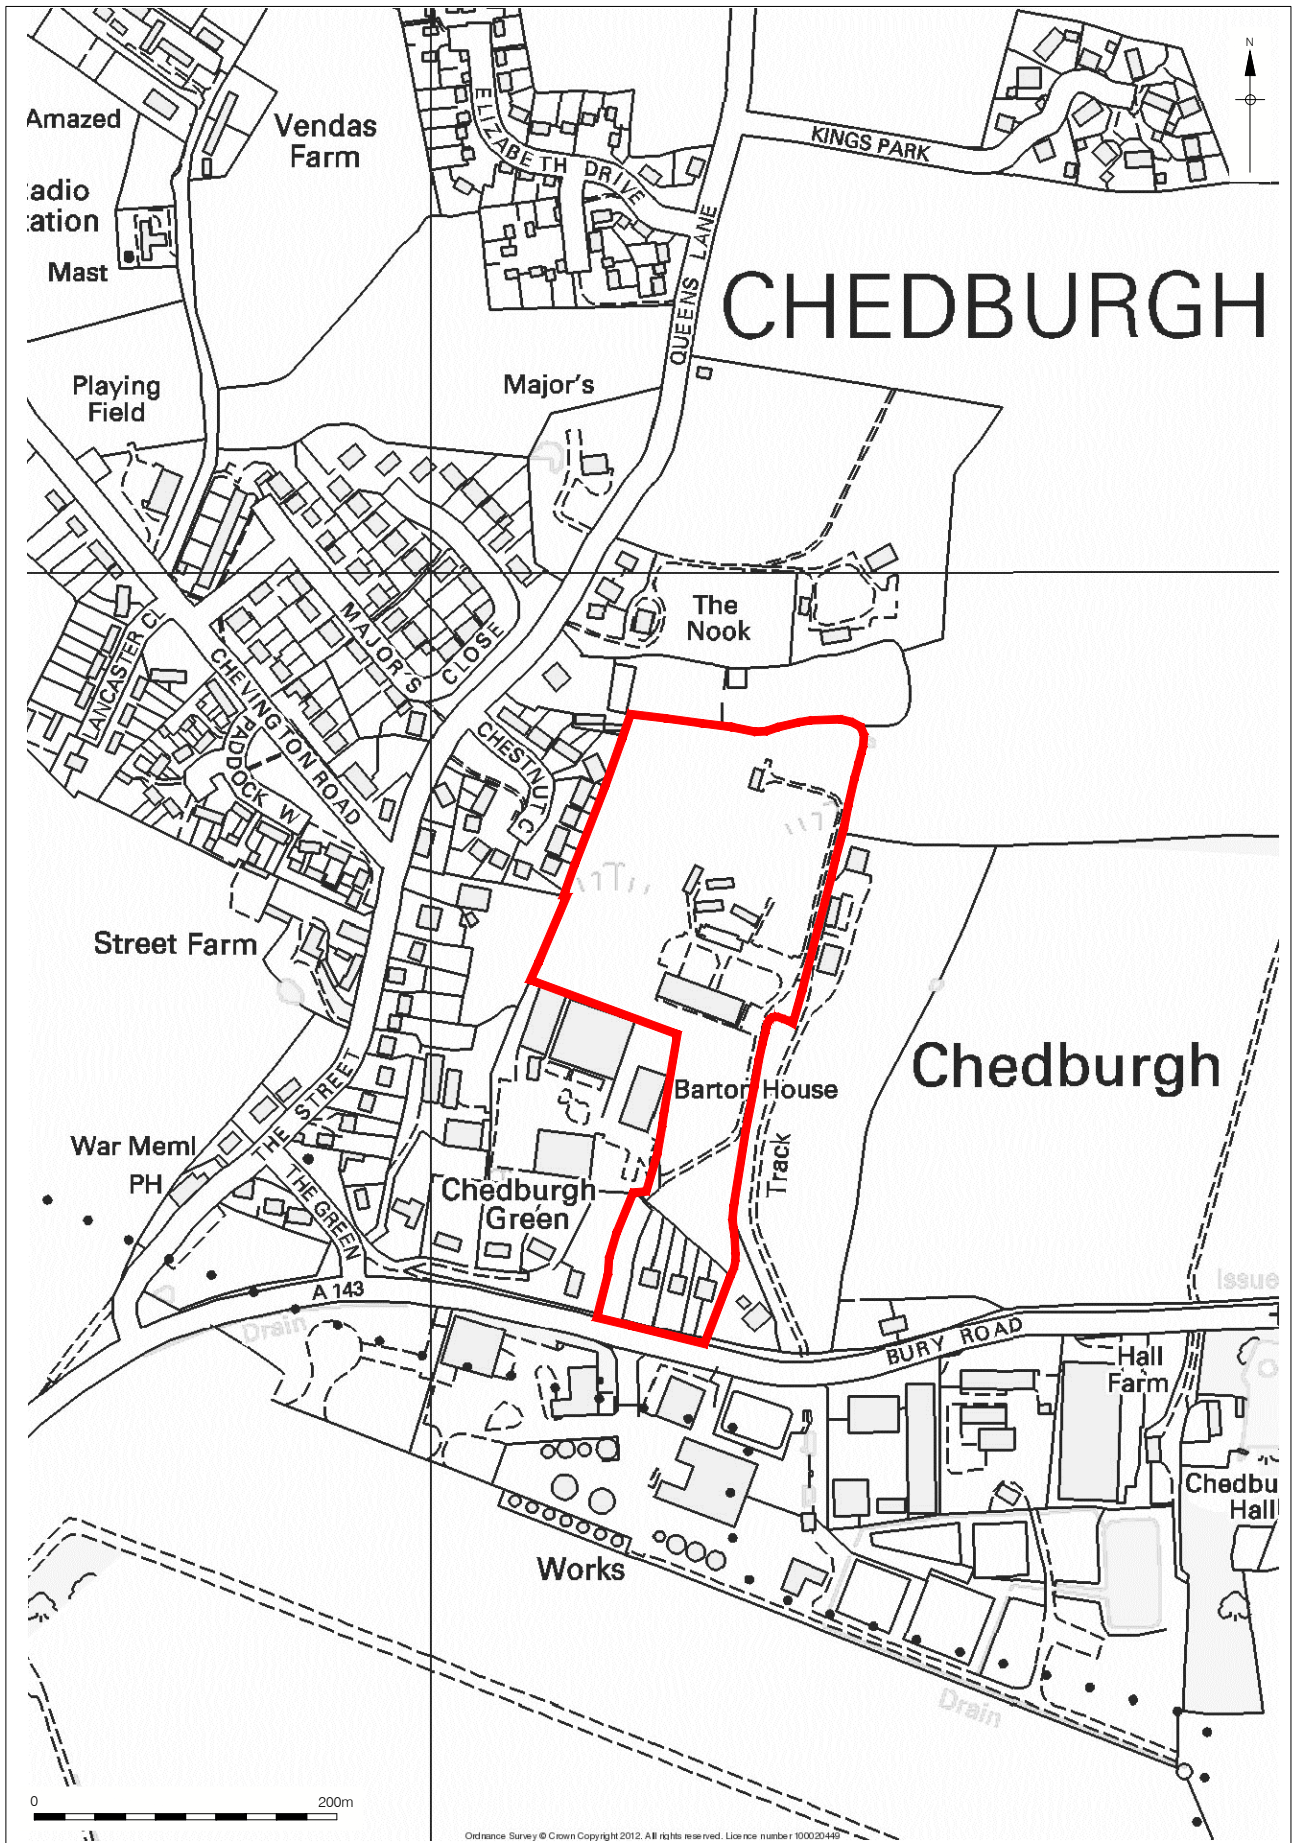 N
Amazed
Vendas
Farm
ELIZABETH DRIVE
KINGS PARK
adio
tation
Mast
QUEENS LANE
CHEDBURGH
Playing
Field
Major's
The
Nook
MAJOR'S CLOSE
LANCASTER CL
CHEVINGTON ROAD
PADDOCK W
CHESTNUT C
Street Farm
Chedburgh
Barton House
THE STREET
War Meml
PH
THE GREEN
Track
Chedburgh
Green
Issue
A 143
Drain
BURY ROAD
Hall
Farm
Chedbu
Hall
Works
Drain
0
200m
Ordnance Survey © Crown Copyright 2012. All rights reserved. Licence number 100020449